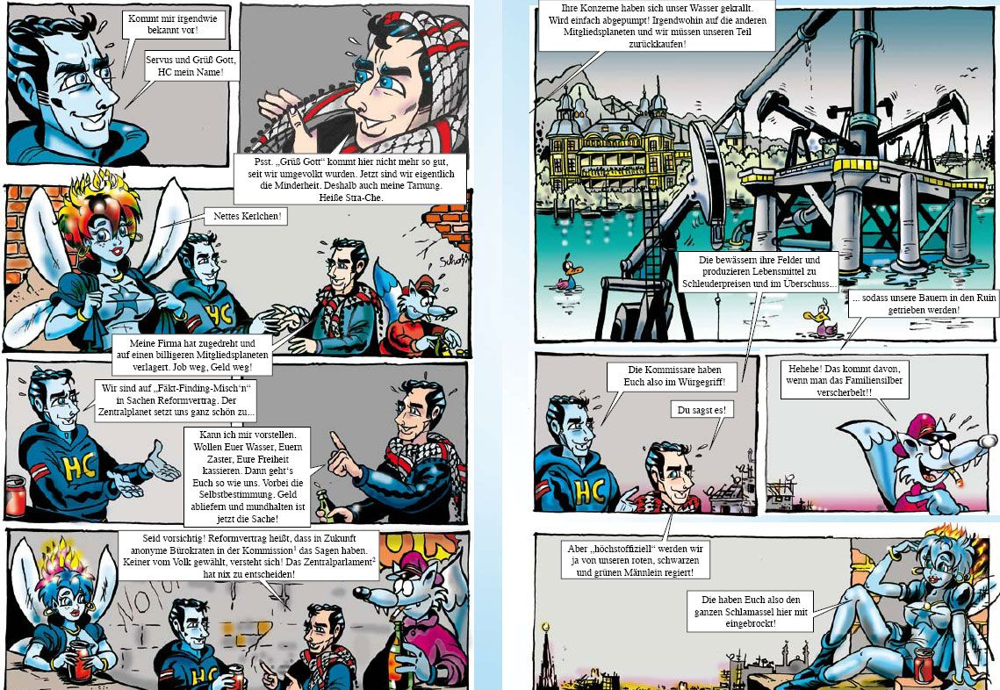 Kommt mir irgendwie
bekannt vor!
Servus und Grüß Gott,
HC mein Name!
Psst. „Grüß Gott“ kommt hier nicht mehr so gut,
seit wir umgevolkt wurden. Jetzt sind wir eigentlich
die Minderheit. Deshalb auch meine Tarnung.
Heiße Stra-Che.
Nettes Kerlchen!
HC
Meine Firma hat zugedreht und
auf einen billigeren Mitgliedsplaneten
verlagert. Job weg, Geld weg!
Wir sind auf „Fäkt-Finding-Misch‘n“
in Sachen Reformvertrag. Der
Zentralplanet setzt uns ganz schön zu...
HC
Kann ich mir vorstellen.
Wollen Euer Wasser, Euern
Zaster, Eure Freiheit
kassieren. Dann geht‘s
Euch so wie uns. Vorbei die
Selbstbestimmung. Geld
abliefern und mundhalten ist
jetzt die Sache!
Seid vorsichtig! Reformvertrag heißt, dass in Zukunft
anonyme Bürokraten in der Kommission¹ das Sagen haben.
Keiner vom Volk gewählt, versteht sich! Das Zentralparlament²
hat nix zu entscheiden!
HC
Ihre Konzerne haben sich unser Wasser gekrallt.
Wird einfach abgepumpt! Irgendwohin auf die anderen
Mitgliedsplaneten und wir müssen unseren Teil
zurückkaufen!
Die bewässern ihre Felder und
produzieren Lebensmittel zu
Schleuderpreisen und im Überschuss...
... sodass unsere Bauern in den Ruin
getrieben werden!
Die Kommissare haben
Euch also im Würgegriff!
Du sagst es!
HC
Hehehe! Das kommt davon,
wenn man das Familiensilber
verscherbelt!!
Aber „höchstoffiziell“ werden wir
ja von unseren roten, schwarzen
und grünen Männlein regiert!
Die haben Euch also den
ganzen Schlamassel hier mit
eingebrockt!